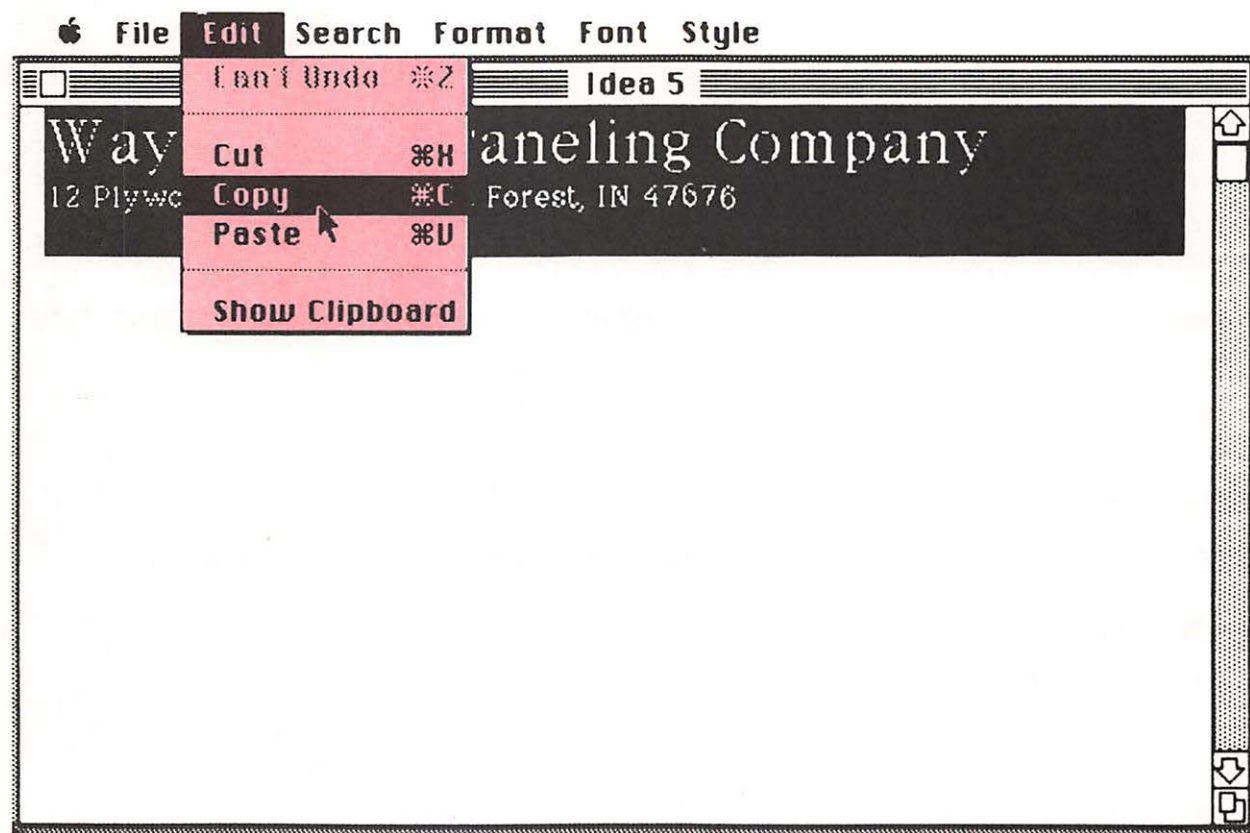 File Edit Search Format Font Style
Idea 5
Can't Undo ⌘Z
Cut ⌘X
Copy ⌘C
Paste ⌘V
Show Clipboard
Way aneling Company
12 Plywo Forest, IN 47676